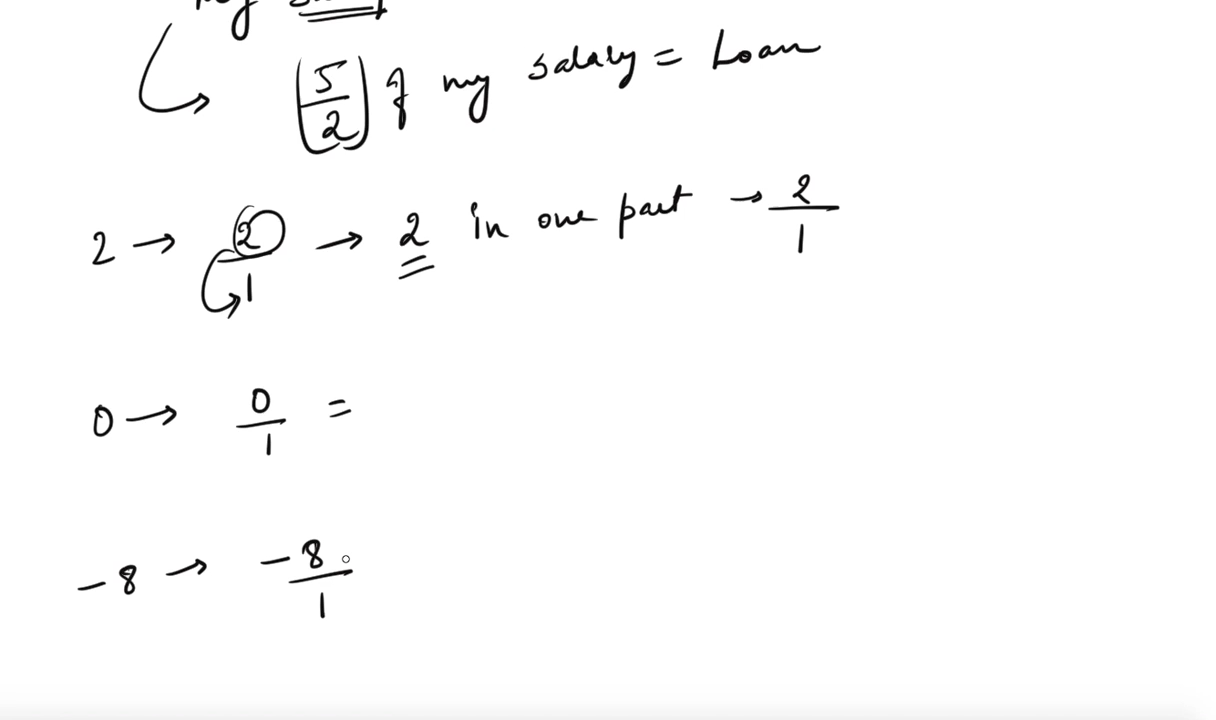 my
(5/2) of my salary = Loan
2 → 2/1 → 2 in one part → 2/1
0 → 0/1 =
-8 → -8/1